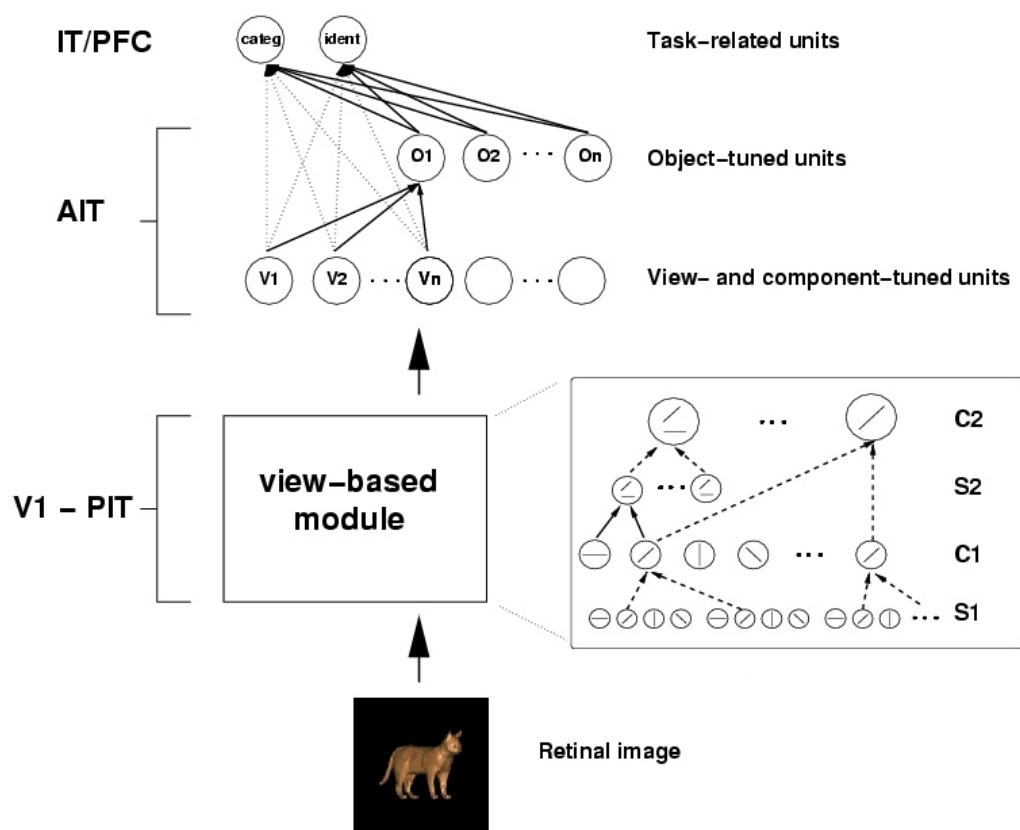 IT/PFC categ ident Task-related units
O1 O2 ··· On Object-tuned units
AIT
V1 V2 ··· Vn ··· View- and component-tuned units
··· C2
view-based
module
V1 - PIT
··· S2
··· C1
··· S1
Retinal image